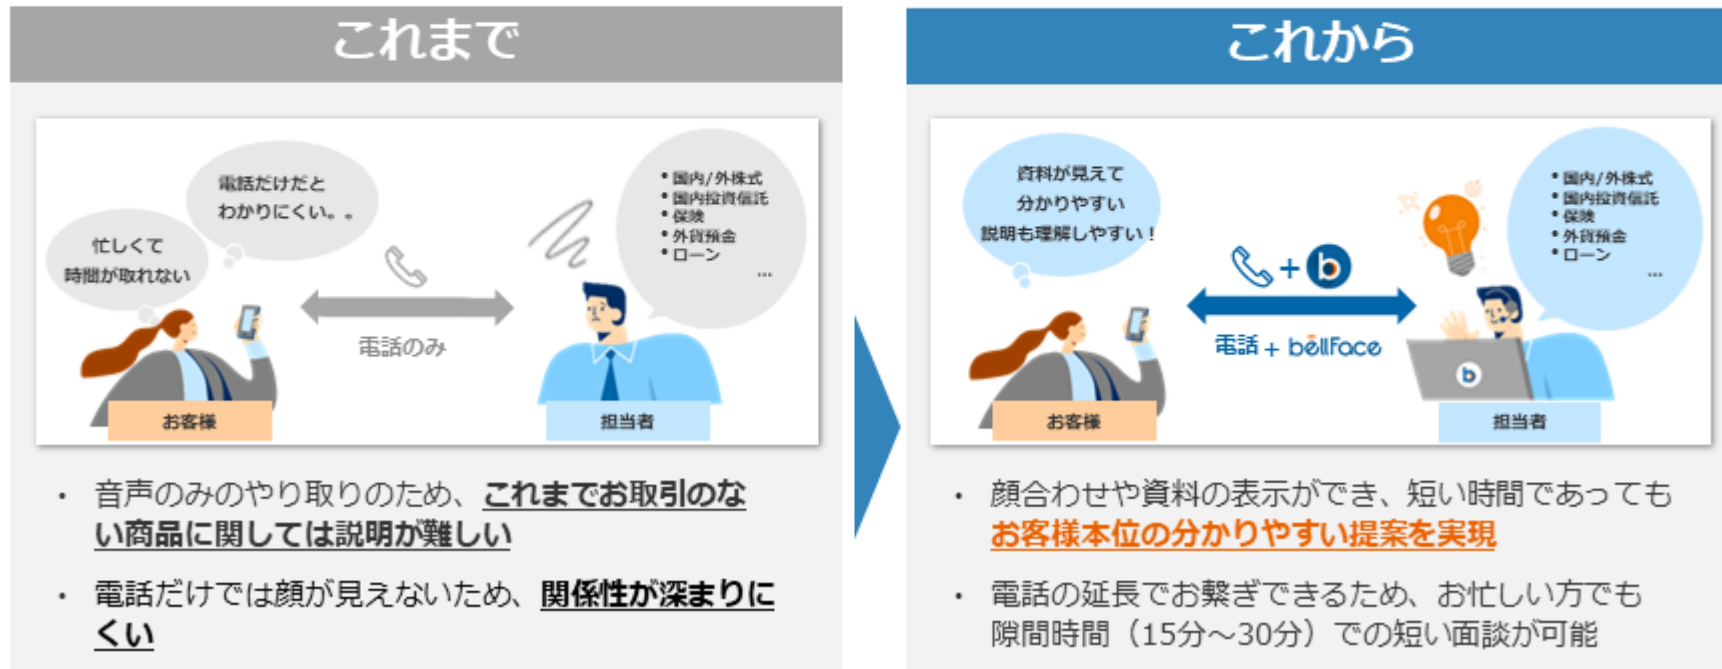 これまで
電話だけだと
わかりにくい。。
忙しくて
時間が取れない
• 国内/外株式
• 国内投資信託
• 保険
• 外貨預金
• ローン
…
電話のみ
お客様
担当者
・ 音声のみのやり取りのため、これまでお取引のな
い商品に関しては説明が難しい
・ 電話だけでは顔が見えないため、関係性が深まりに
くい
これから
資料が見えて
分かりやすい
説明も理解しやすい！
• 国内/外株式
• 国内投資信託
• 保険
• 外貨預金
• ローン
…
+ b
電話 + bellFace
b
お客様
担当者
・ 顔合わせや資料の表示ができ、短い時間であっても
お客様本位の分かりやすい提案を実現
・ 電話の延長でお繋ぎできるため、お忙しい方でも
隙間時間（15分～30分）での短い面談が可能